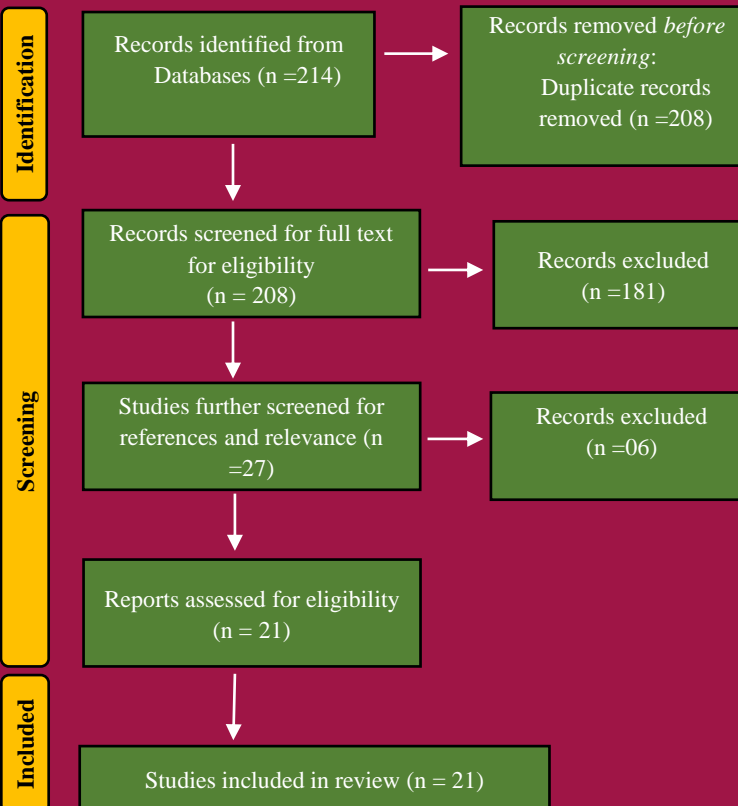 Identification
Records identified from
Databases (n =214)
Records removed before
screening:
Duplicate records
removed (n =208)
Screening
Records screened for full text
for eligibility
(n = 208)
Records excluded
(n =181)
Studies further screened for
references and relevance (n
=27)
Records excluded
(n =06)
Reports assessed for eligibility
(n = 21)
Included
Studies included in review (n = 21)